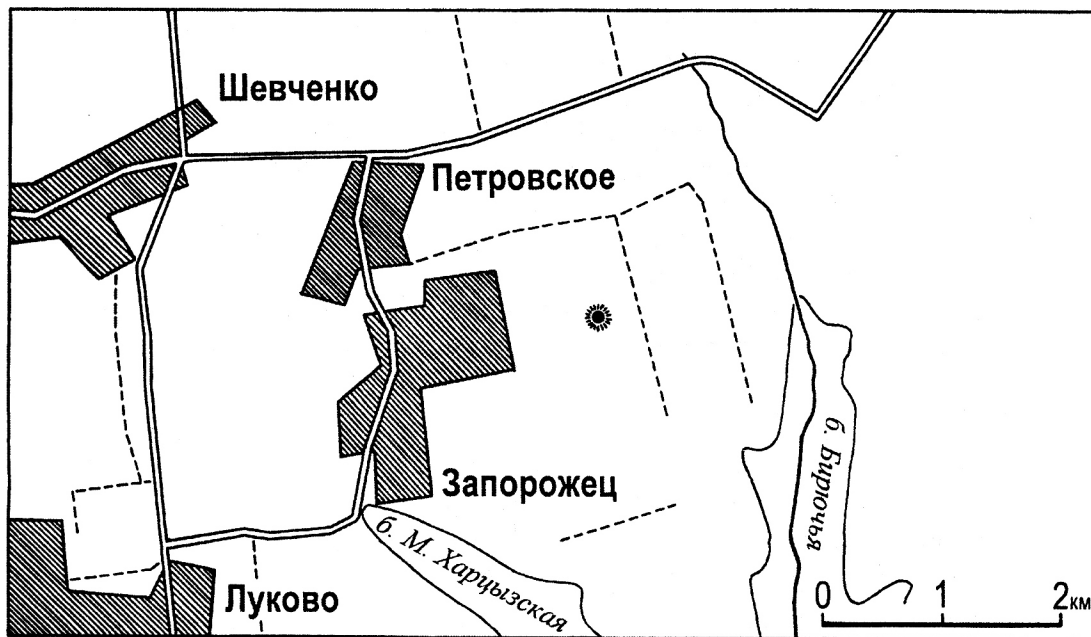 Шевченко
Петровское
Запорожец
б. М. Харцызская
б. Бирючья
Луково
0 1 2км